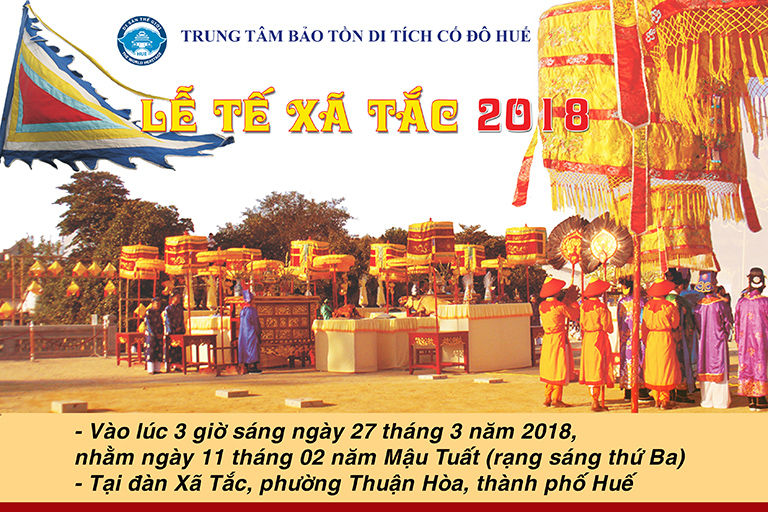 TRUNG TÂM BẢO TỒN DI TÍCH CỐ ĐÔ HUẾ
HUẾ
LỄ TẾ XÃ TẮC 2018
- Vào lúc 3 giờ sáng ngày 27 tháng 3 năm 2018,
nhằm ngày 11 tháng 02 năm Mậu Tuất (rạng sáng thứ Ba)
- Tại đàn Xã Tắc, phường Thuận Hòa, thành phố Huế